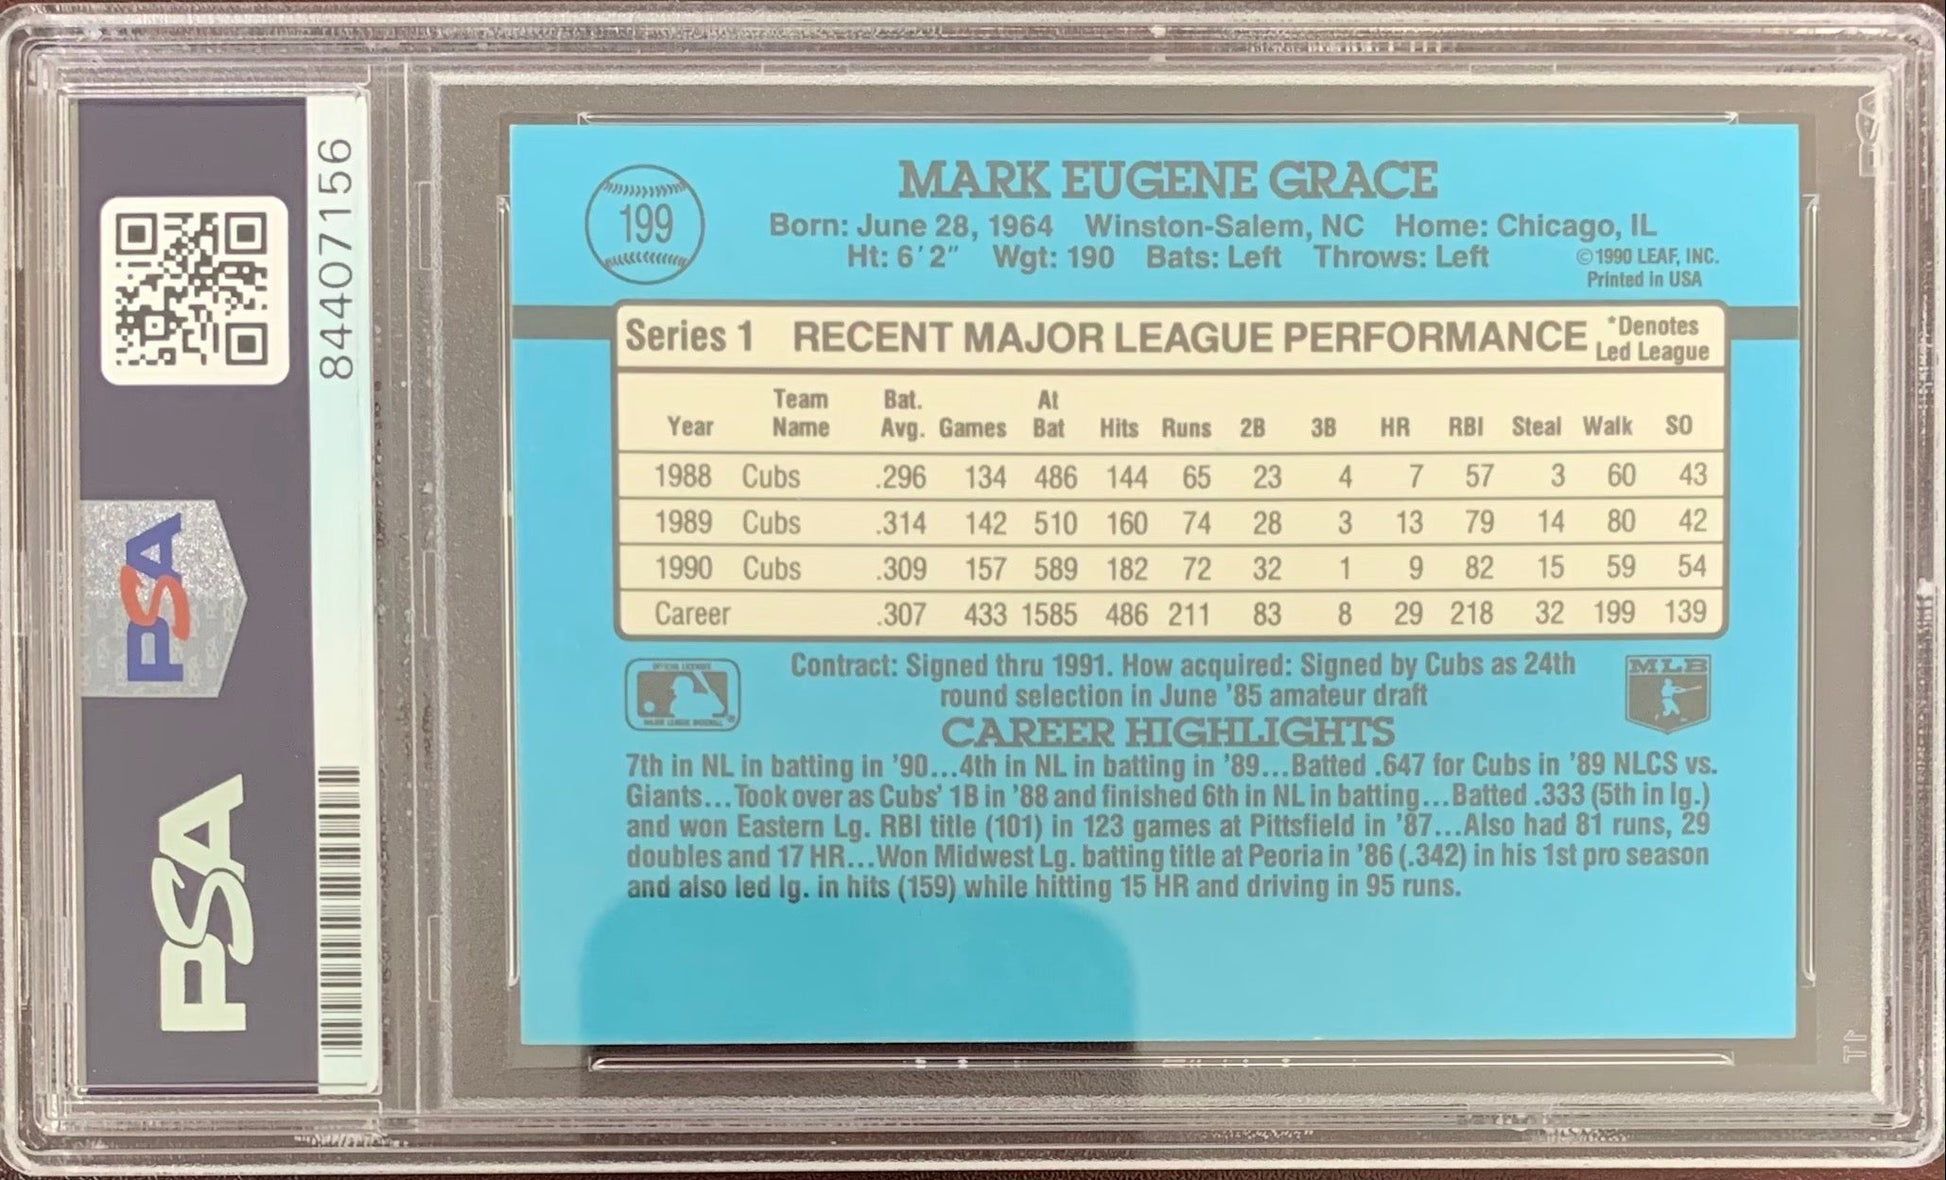 84407156
PSA
PSA
199
MARK EUGENE GRACE
Born: June 28, 1964 Winston-Salem, NC Home: Chicago, IL
Ht: 6'2" Wgt: 190 Bats: Left Throws: Left
©1990 LEAF, INC.
Printed in USA
Series 1 RECENT MAJOR LEAGUE PERFORMANCE
*Denotes
Led League
Year Team Name Bat. Avg. Games At Bat Hits Runs 2B 3B HR RBI Steal Walk SO
1988 Cubs .296 134 486 144 65 23 4 7 57 3 60 43
1989 Cubs .314 142 510 160 74 28 3 13 79 14 80 42
1990 Cubs .309 157 589 182 72 32 1 9 82 15 59 54
Career .307 433 1585 486 211 83 8 29 218 32 199 139
Contract: Signed thru 1991. How acquired: Signed by Cubs as 24th
round selection in June '85 amateur draft
MLB
CAREER HIGHLIGHTS
7th in NL in batting in '90...4th in NL in batting in '89...Batted .647 for Cubs in '89 NLCS vs.
Giants...Took over as Cubs' 1B in '88 and finished 6th in NL in batting...Batted .333 (5th in lg.)
and won Eastern Lg. RBI title (101) in 123 games at Pittsfield in '87...Also had 81 runs, 29
doubles and 17 HR...Won Midwest Lg. batting title at Peoria in '86 (.342) in his 1st pro season
and also led lg. in hits (159) while hitting 15 HR and driving in 95 runs.
PSA